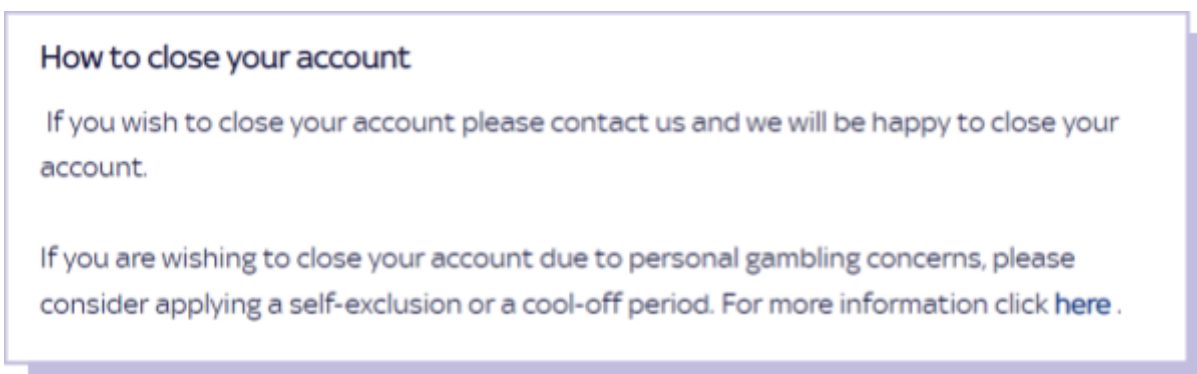 How to close your account
If you wish to close your account please contact us and we will be happy to close your
account.
If you are wishing to close your account due to personal gambling concerns, please
consider applying a self-exclusion or a cool-off period. For more information click here .